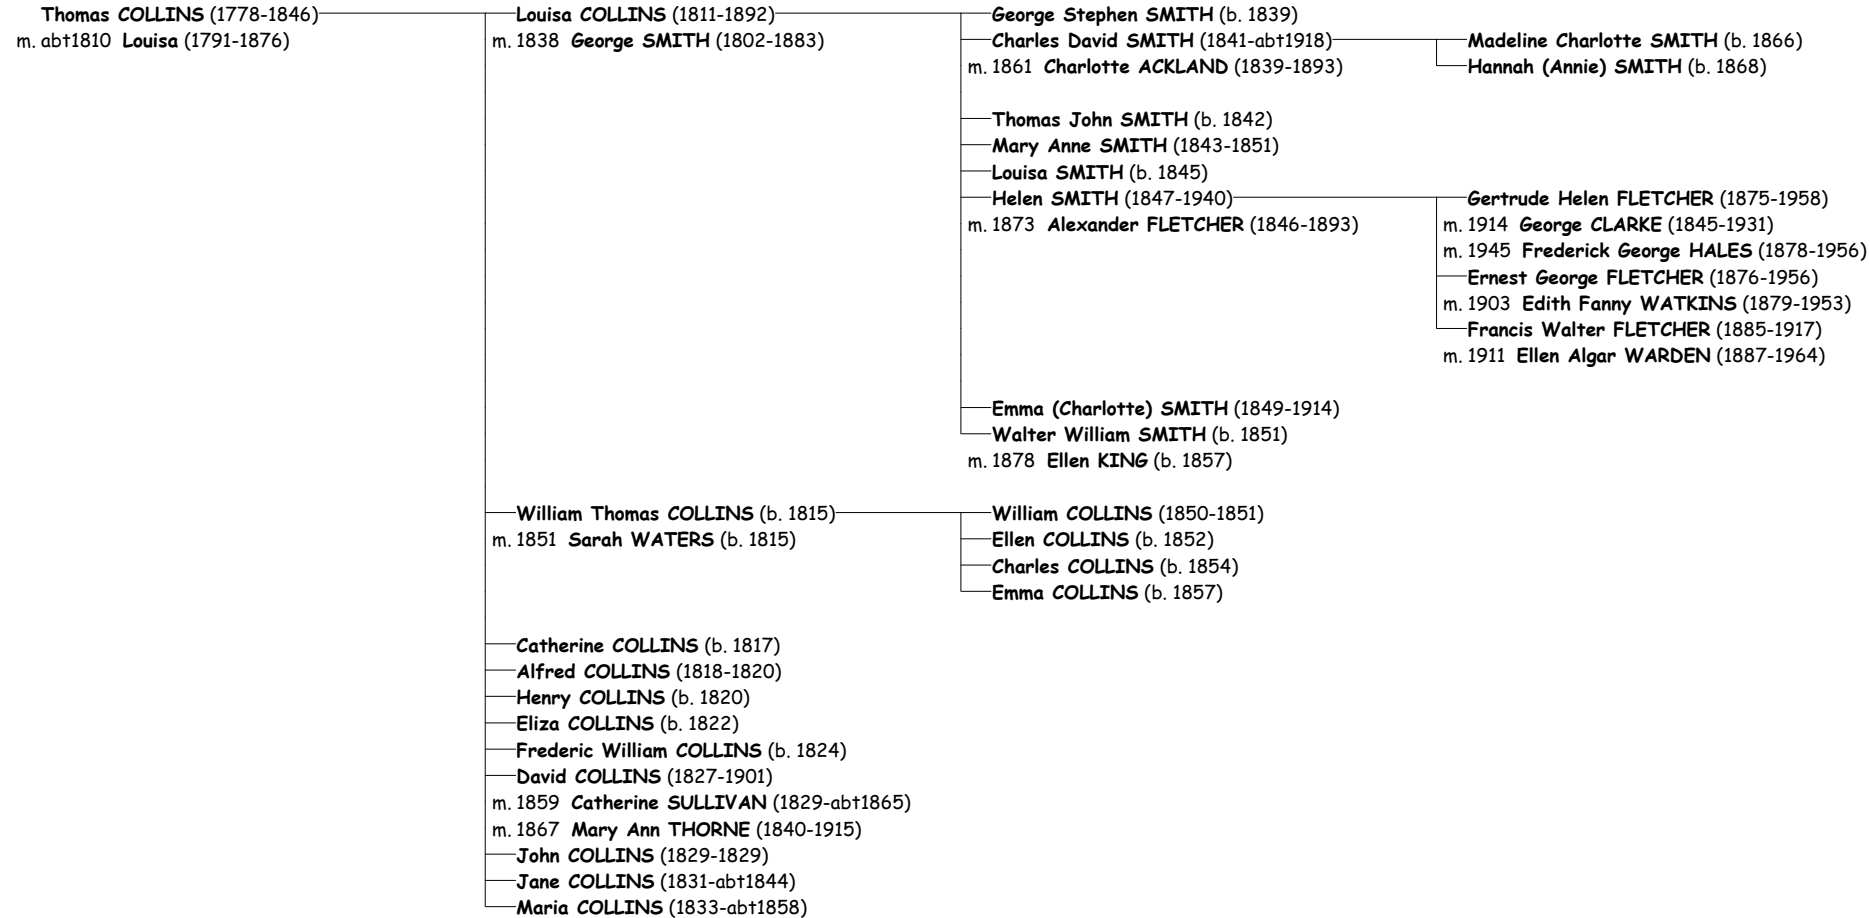 Thomas COLLINS (1778-1846)
m. abt1810 Louisa (1791-1876)
Louisa COLLINS (1811-1892)
m. 1838 George SMITH (1802-1883)
George Stephen SMITH (b. 1839)
Charles David SMITH (1841-abt1918)
m. 1861 Charlotte ACKLAND (1839-1893)
Madeline Charlotte SMITH (b. 1866)
Hannah (Annie) SMITH (b. 1868)
Thomas John SMITH (b. 1842)
Mary Anne SMITH (1843-1851)
Louisa SMITH (b. 1845)
Helen SMITH (1847-1940)
m. 1873 Alexander FLETCHER (1846-1893)
Gertrude Helen FLETCHER (1875-1958)
m. 1914 George CLARKE (1845-1931)
m. 1945 Frederick George HALES (1878-1956)
Ernest George FLETCHER (1876-1956)
m. 1903 Edith Fanny WATKINS (1879-1953)
Francis Walter FLETCHER (1885-1917)
m. 1911 Ellen Algar WARDEN (1887-1964)
Emma (Charlotte) SMITH (1849-1914)
Walter William SMITH (b. 1851)
m. 1878 Ellen KING (b. 1857)
William Thomas COLLINS (b. 1815)
m. 1851 Sarah WATERS (b. 1815)
William COLLINS (1850-1851)
Ellen COLLINS (b. 1852)
Charles COLLINS (b. 1854)
Emma COLLINS (b. 1857)
Catherine COLLINS (b. 1817)
Alfred COLLINS (1818-1820)
Henry COLLINS (b. 1820)
Eliza COLLINS (b. 1822)
Frederic William COLLINS (b. 1824)
David COLLINS (1827-1901)
m. 1859 Catherine SULLIVAN (1829-abt1865)
m. 1867 Mary Ann THORNE (1840-1915)
John COLLINS (1829-1829)
Jane COLLINS (1831-abt1844)
Maria COLLINS (1833-abt1858)